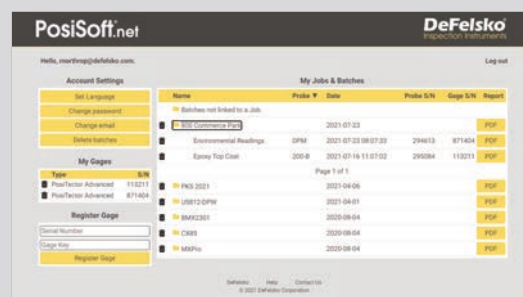 PosiSoft.net
DeFelsko
Inspection Instruments
Hello, mnorthrop@defelsko.com.
Log out
Account Settings
Set Language
Change password
Change email
Delete batches
My Gages
Type S/N
PosiTector Advanced 113211
PosiTector Advanced 871404
Register Gage
Serial Number
Gage Key
Register Gage
My Jobs & Batches
Name Probe ▼ Date Probe S/N Gage S/N Report
Batches not linked to a Job.
800 Commerce Park 2021-07-23 PDF
Environmental Readings DPM 2021-07-23 08:07:33 294613 871404 PDF
Epoxy Top Coat 200-B 2021-07-16 11:07:02 295084 113211 PDF
Page 1 of 1
PKS 2021 2021-04-06 PDF
US812-DPW 2021-04-01 PDF
BMX2301 2020-08-04 PDF
CX85 2020-08-04 PDF
MXPro 2020-08-04 PDF
DeFelsko Help Contact Us
© 2021 DeFelsko Corporation